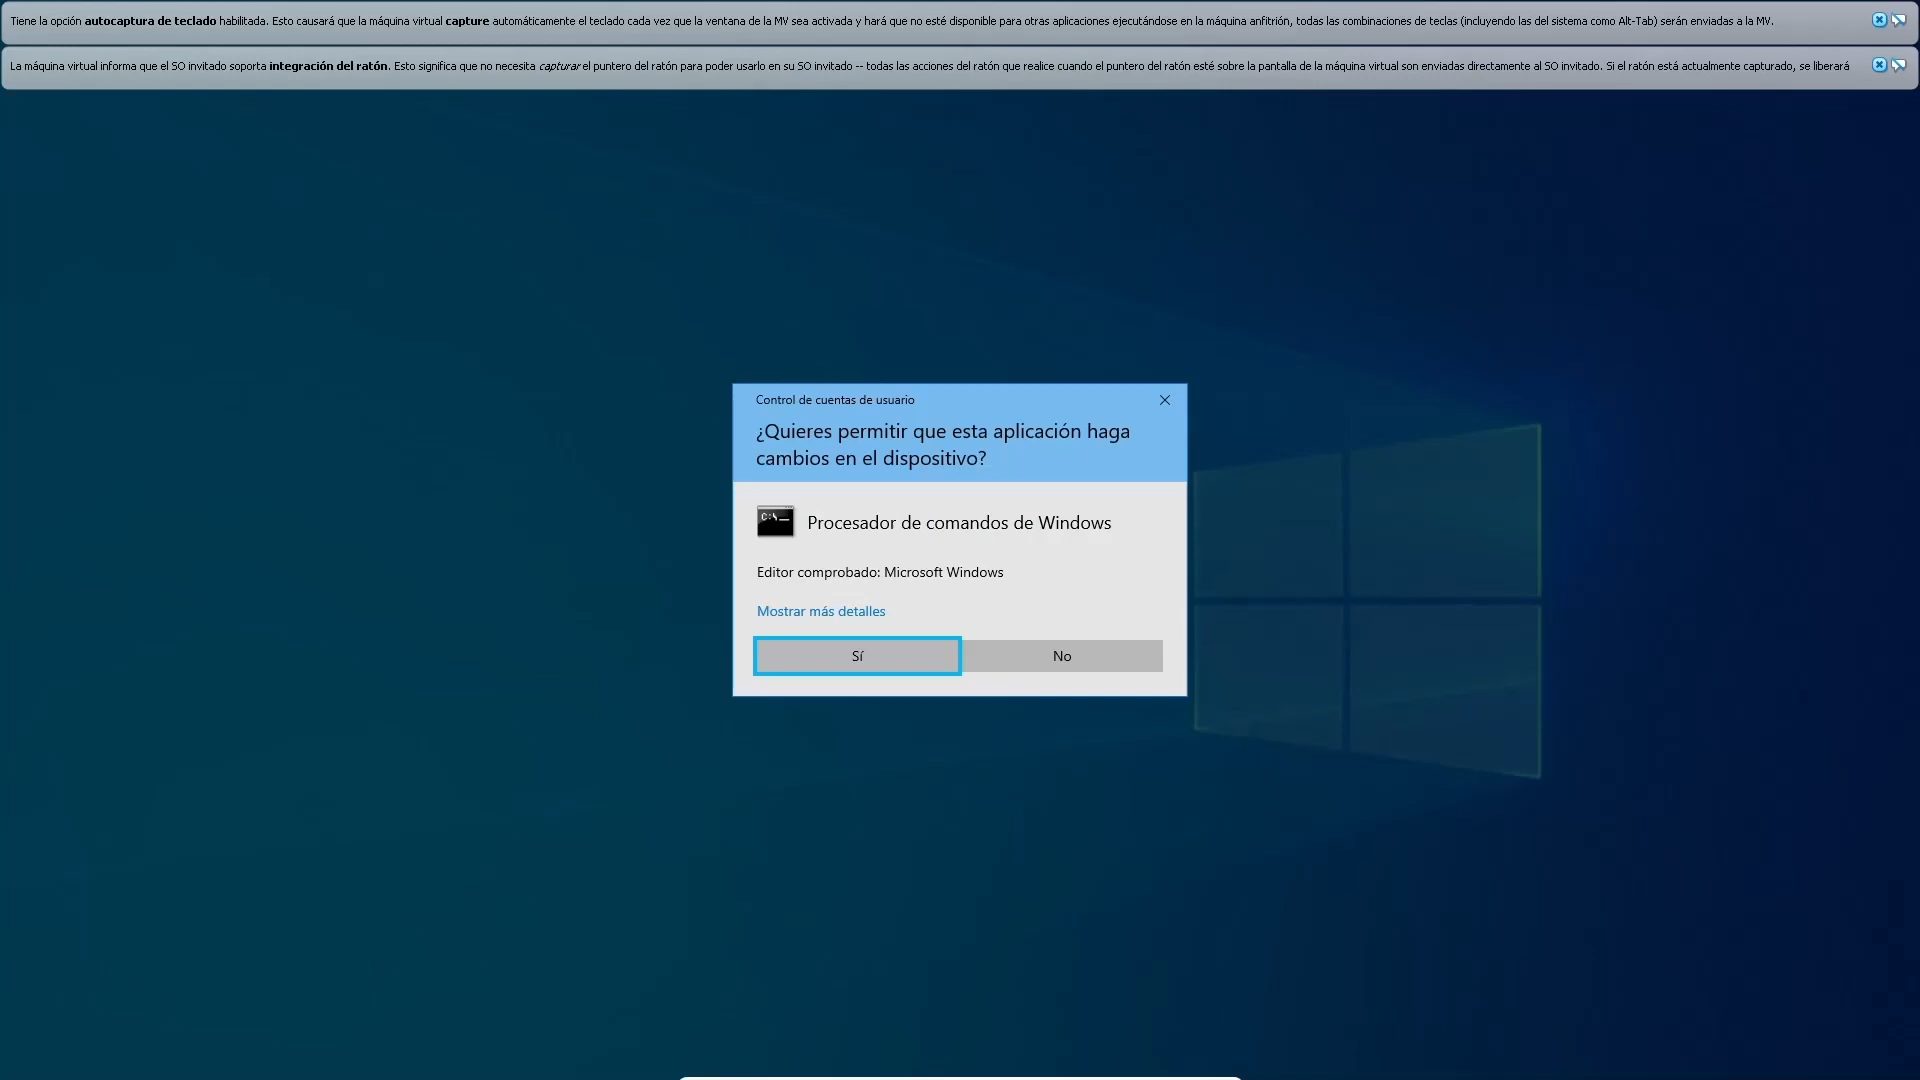 Tiene la opción autocaptura de teclado habilitada. Esto causará que la máquina virtual capture automáticamente el teclado cada vez que la ventana de la MV sea activada y hará que no esté disponible para otras aplicaciones ejecutándose en la máquina anfitrión, todas las combinaciones de teclas (incluyendo las del sistema como Alt-Tab) serán enviadas a la MV.
La máquina virtual informa que el SO invitado soporta integración del ratón. Esto significa que no necesita capturar el puntero del ratón para poder usarlo en su SO invitado -- todas las acciones del ratón que realice cuando el puntero del ratón esté sobre la pantalla de la máquina virtual son enviadas directamente al SO invitado. Si el ratón está actualmente capturado, se liberará
Control de cuentas de usuario
¿Quieres permitir que esta aplicación haga
cambios en el dispositivo?
C:\_
Procesador de comandos de Windows
Editor comprobado: Microsoft Windows
Mostrar más detalles
Sí
No